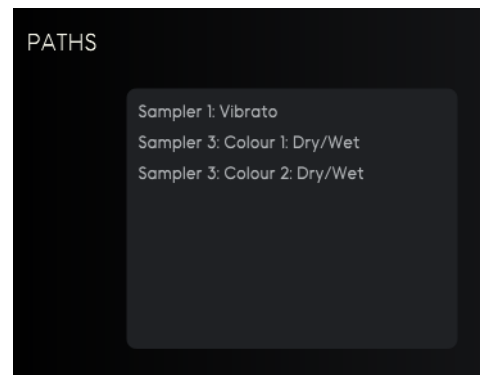 PATHS
Sampler 1: Vibrato
Sampler 3: Colour 1: Dry/Wet
Sampler 3: Colour 2: Dry/Wet